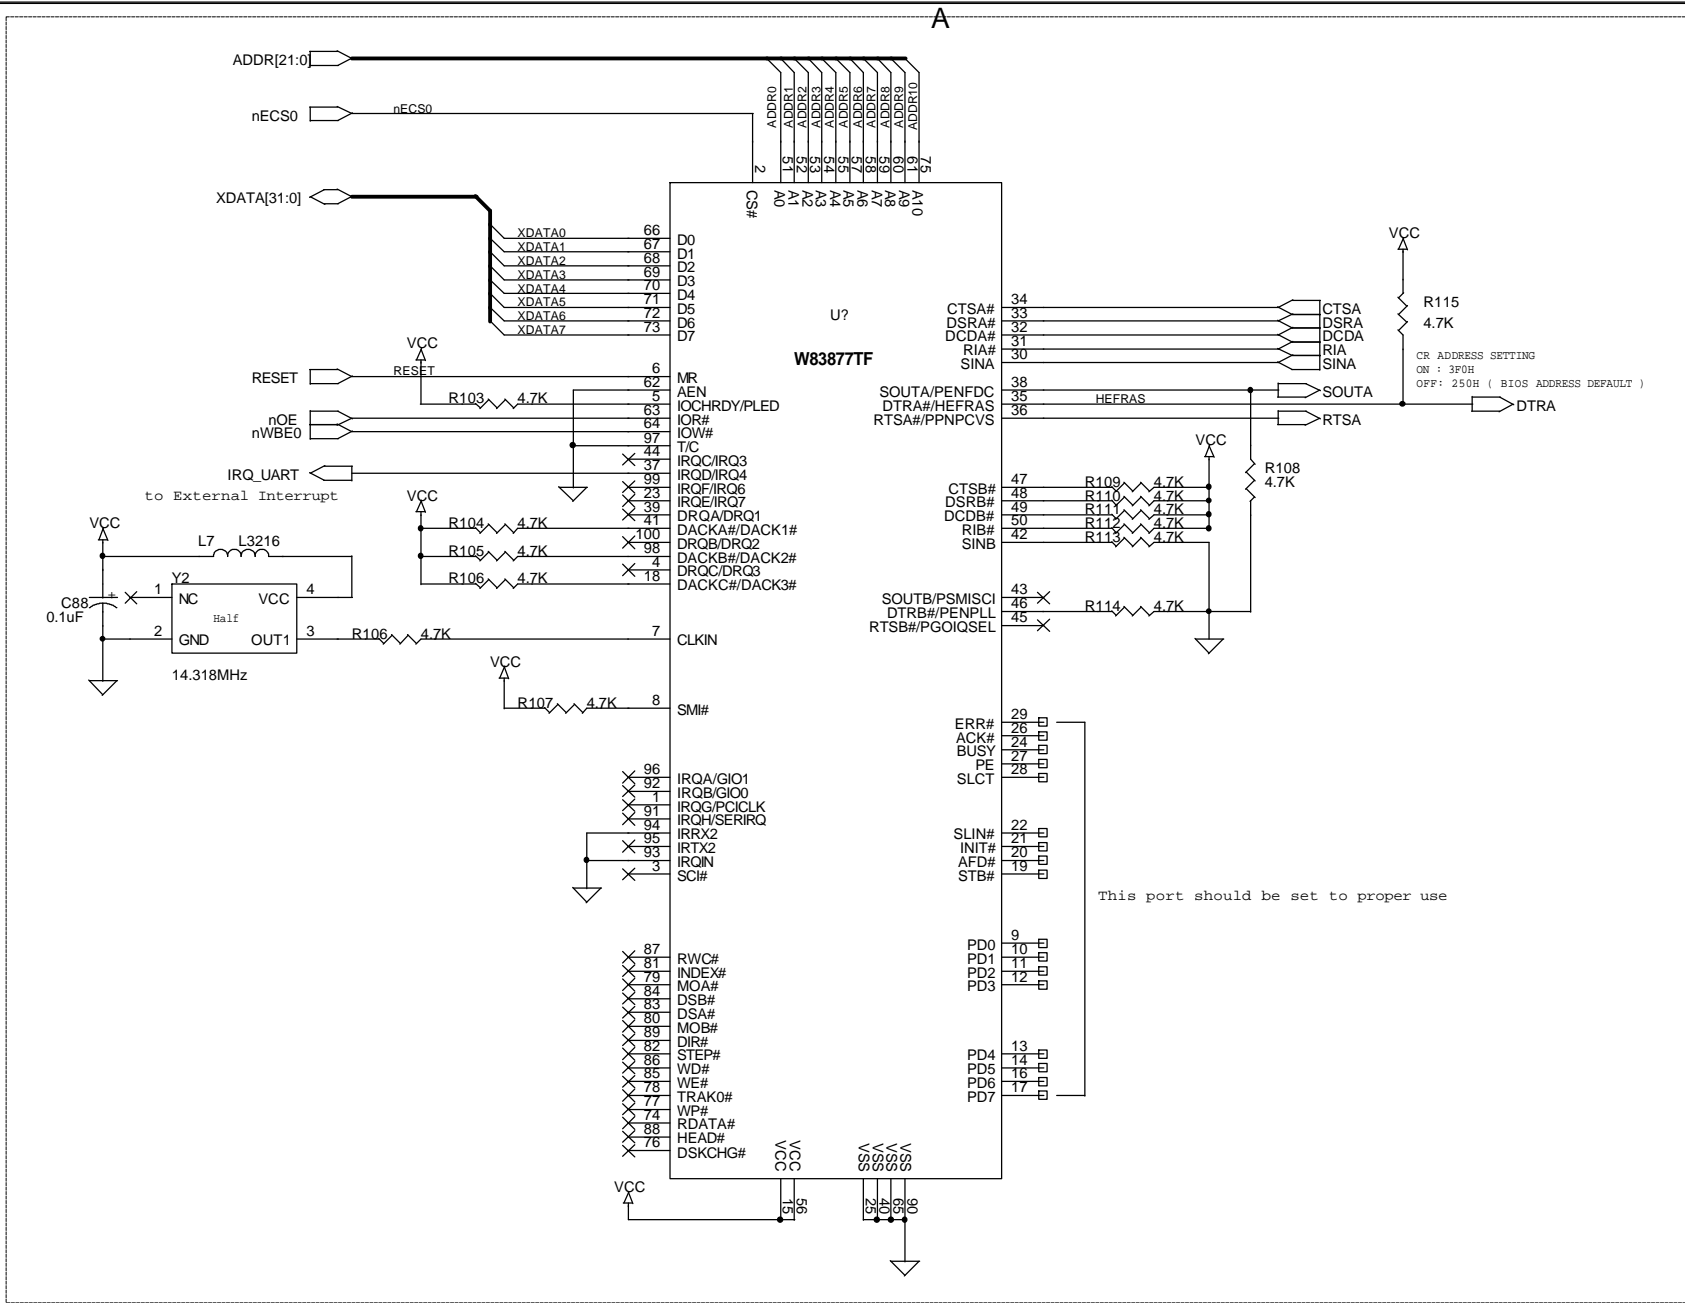 A
ADDR[21:0]
nECS0
nECS0
ADDR0
ADDR1
ADDR2
ADDR3
ADDR4
ADDR5
ADDR6
ADDR7
ADDR8
ADDR9
ADDR10
2
51
52
53
54
55
57
58
59
60
61
75
CS#
A0
A1
A2
A3
A4
A5
A6
A7
A8
A9
A10
XDATA[31:0]
XDATA0 66 D0
XDATA1 67 D1
XDATA2 68 D2
XDATA3 69 D3
XDATA4 70 D4
XDATA5 71 D5
XDATA6 72 D6
XDATA7 73 D7
U?
W83877TF
VCC
RESET RESET 6 MR
62 AEN
R103 4.7K 5 IOCHRDY/PLED
nOE 63 IOR#
nWBE0 64 IOW#
97 T/C
44 IRQC/IRQ3
IRQ_UART 37 IRQD/IRQ4
to External Interrupt
99 IRQF/IRQ6
23 IRQE/IRQ7
39 DRQA/DRQ1
VCC
R104 4.7K 41 DACKA#/DACK1#
100 DRQB/DRQ2
R105 4.7K 98 DACKB#/DACK2#
4 DRQC/DRQ3
R106 4.7K 18 DACKC#/DACK3#
VCC
L7 L3216
C88
0.1uF
+
Y2
1 NC VCC 4
Half
2 GND OUT1 3
14.318MHz
R106 4.7K 7 CLKIN
VCC
R107 4.7K 8 SMI#
96 IRQA/GIO1
92 IRQB/GIO0
1 IRQG/PCICLK
91 IRQH/SERIRQ
94 IRRX2
95 IRTX2
93 IRQIN
3 SCI#
87 RWC#
81 INDEX#
79 MOA#
84 DSB#
83 DSA#
80 MOB#
89 DIR#
82 STEP#
86 WD#
85 WE#
78 TRAK0#
77 WP#
74 RDATA#
88 HEAD#
76 DSKCHG#
CTSA# 34 CTSA
DSRA# 33 DSRA
DCDA# 32 DCDA
RIA# 31 RIA
SINA 30 SINA
VCC
R115
4.7K
CR ADDRESS SETTING
ON : 3F0H
OFF: 250H ( BIOS ADDRESS DEFAULT )
SOUTA/PENFDC 38 SOUTA
DTRA#/HEFRAS 35 HEFRAS DTRA
RTSA#/PPNPCVS 36 RTSA
VCC
R108
4.7K
CTSB# 47 R109 4.7K
DSRB# 48 R110 4.7K
DCDB# 49 R111 4.7K
RIB# 50 R112 4.7K
SINB 42 R113 4.7K
SOUTB/PSMISCI 43
DTRB#/PENPLL 46 R114 4.7K
RTSB#/PGOIQSEL 45
ERR# 29
ACK# 26
BUSY 24
PE 27
SLCT 28
SLIN# 22
INIT# 21
AFD# 20
STB# 19
This port should be set to proper use
PD0 9
PD1 10
PD2 11
PD3 12
PD4 13
PD5 14
PD6 16
PD7 17
VCC
VCC
VSS
VSS
VSS
VSS
VCC
15
56
25
40
65
90